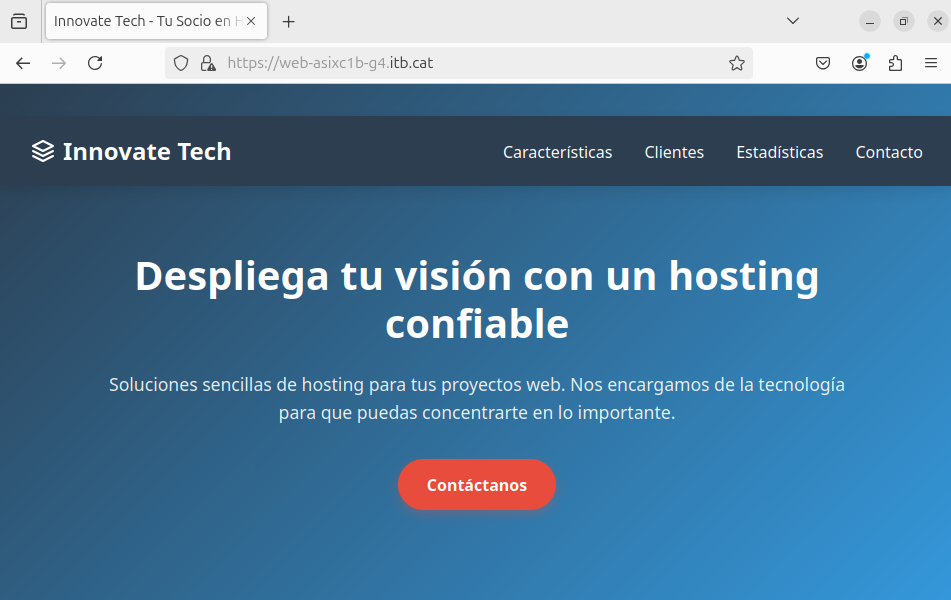 Innovate Tech - Tu Socio en
https://web-asixc1b-g4.itb.cat
Innovate Tech
Características
Clientes
Estadísticas
Contacto
Despliega tu visión con un hosting
confiable
Soluciones sencillas de hosting para tus proyectos web. Nos encargamos de la tecnología
para que puedas concentrarte en lo importante.
Contáctanos